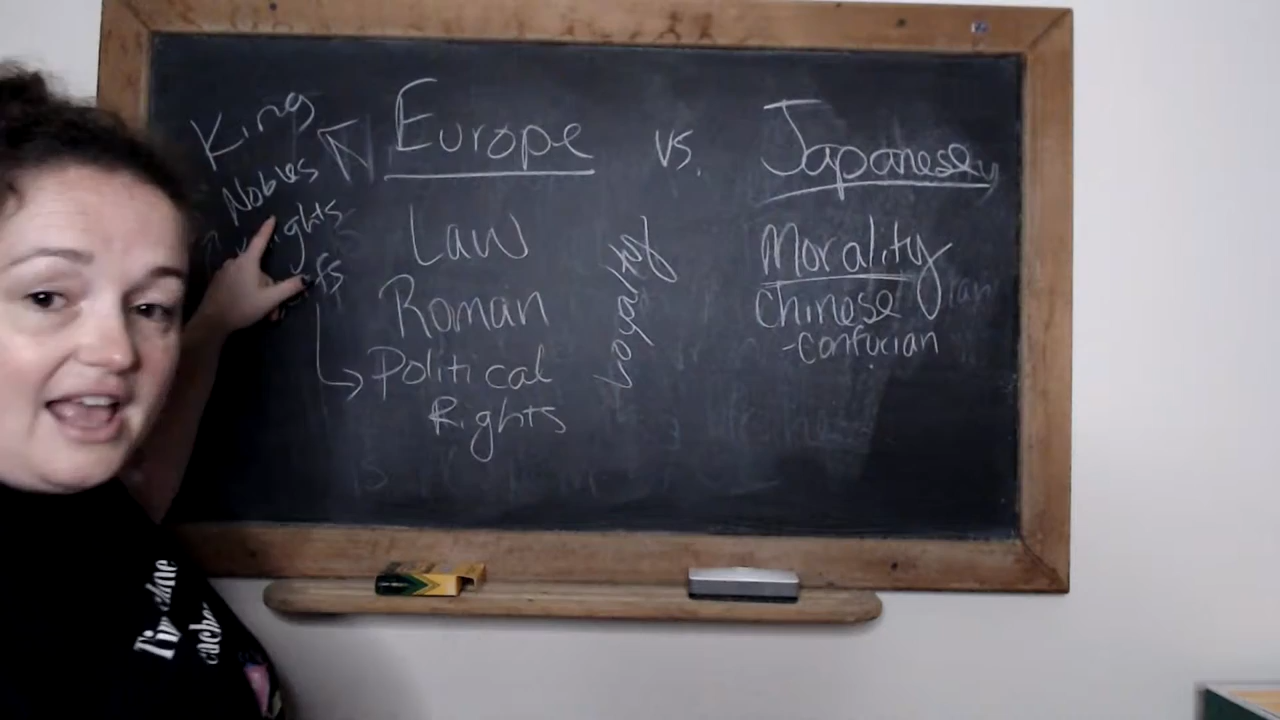 King
Nobles
Europe
Law
Roman
Political
Rights
vs.
Loyalty
Japanese
Morality
Chinese
-Confucian